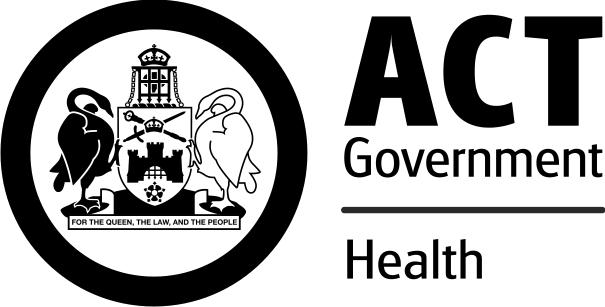 FOR THE QUEEN, THE LAW, AND THE PEOPLE
ACT
Government
Health